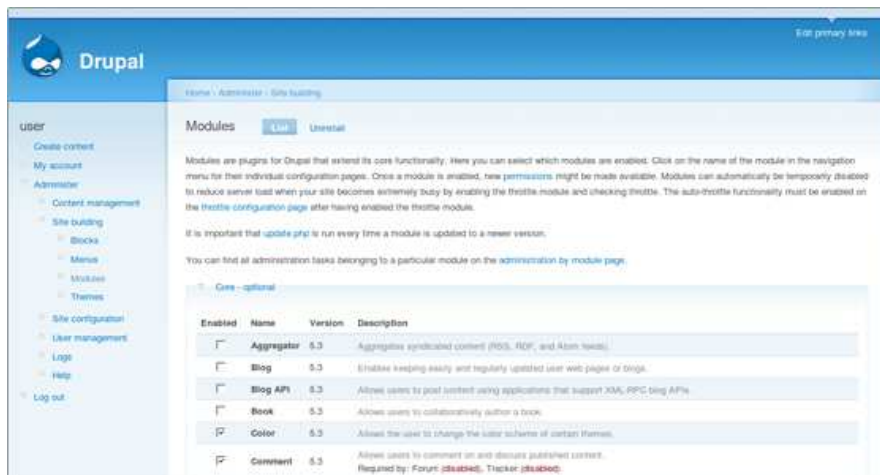 Edit primary links
Drupal
Home › Administer › Site building
user
Create content
My account
Administer
Content management
Site building
Blocks
Menus
Modules
Themes
Site configuration
User management
Logs
Help
Log out
Modules
List
Uninstall
Modules are plugins for Drupal that extend its core functionality. Here you can select which modules are enabled. Click on the name of the module in the navigation
menu for their individual configuration pages. Once a module is enabled, new permissions might be made available. Modules can automatically be temporarily disabled
to reduce server load when your site becomes extremely busy by enabling the throttle module and checking throttle. The auto-throttle functionality must be enabled on
the throttle configuration page after having enabled the throttle module.
It is important that update.php is run every time a module is updated to a newer version.
You can find all administration tasks belonging to a particular module on the administration by module page.
Core - optional
Enabled Name Version Description
Aggregator 5.3 Aggregates syndicated content (RSS, RDF, and Atom feeds).
Blog 5.3 Enables keeping easily and regularly updated user web pages or blogs.
Blog API 5.3 Allows users to post content using applications that support XML-RPC blog APIs.
Book 5.3 Allows users to collaboratively author a book.
Color 5.3 Allows the user to change the color scheme of certain themes.
Comment 5.3 Allows users to comment on and discuss published content.
Required by: Forum (disabled), Tracker (disabled)